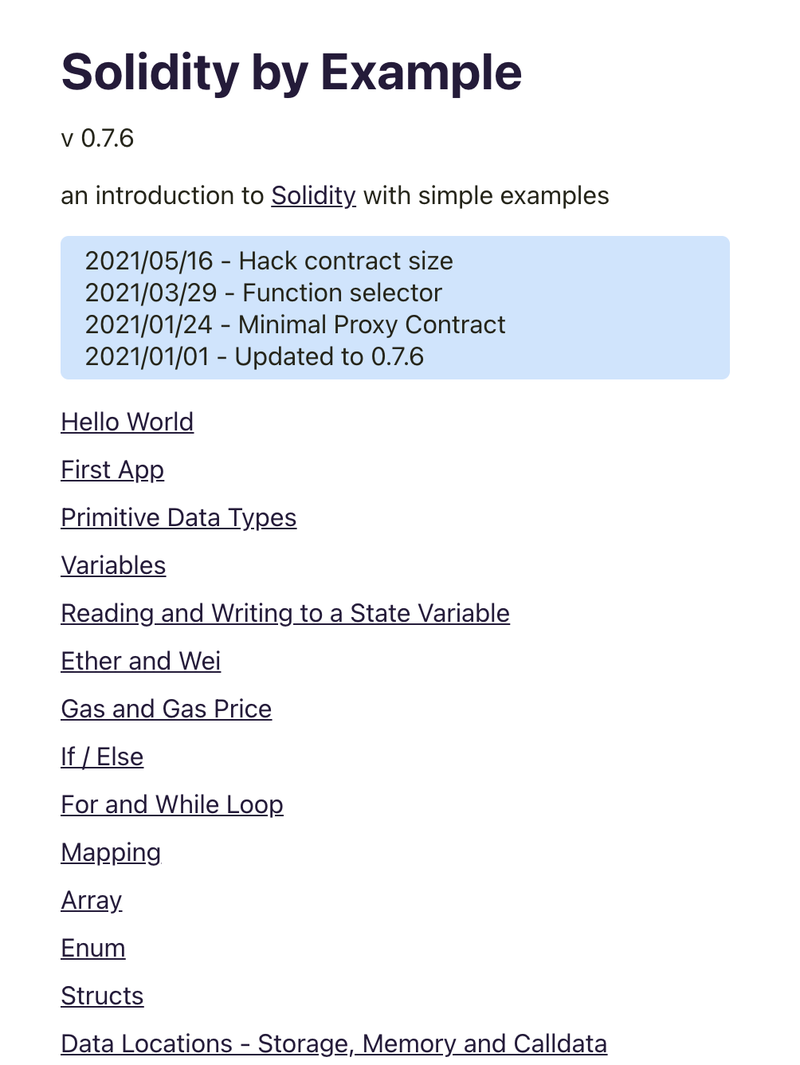 Solidity by Example
v 0.7.6
an introduction to Solidity with simple examples
2021/05/16 - Hack contract size
2021/03/29 - Function selector
2021/01/24 - Minimal Proxy Contract
2021/01/01 - Updated to 0.7.6
Hello World
First App
Primitive Data Types
Variables
Reading and Writing to a State Variable
Ether and Wei
Gas and Gas Price
If / Else
For and While Loop
Mapping
Array
Enum
Structs
Data Locations - Storage, Memory and Calldata